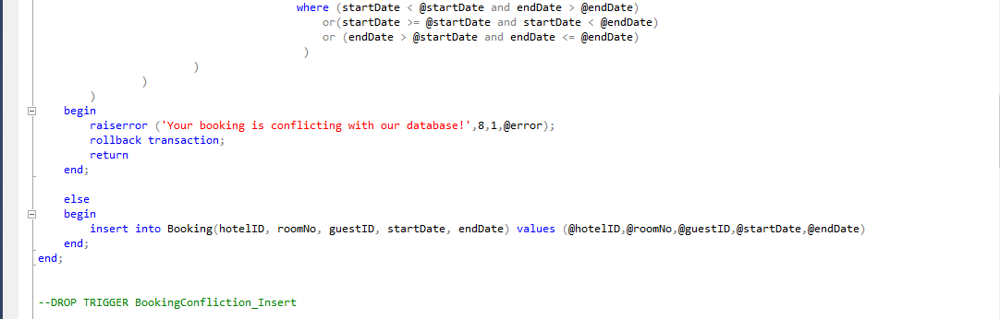 where (startDate < @startDate and endDate > @endDate)
or(startDate >= @startDate and startDate < @endDate)
or (endDate > @startDate and endDate <= @endDate)
)
)
)
)
begin
raiserror ('Your booking is conflicting with our database!',8,1,@error);
rollback transaction;
return
end;
else
begin
insert into Booking(hotelID, roomNo, guestID, startDate, endDate) values (@hotelID,@roomNo,@guestID,@startDate,@endDate)
end;
end;
--DROP TRIGGER BookingConfliction_Insert